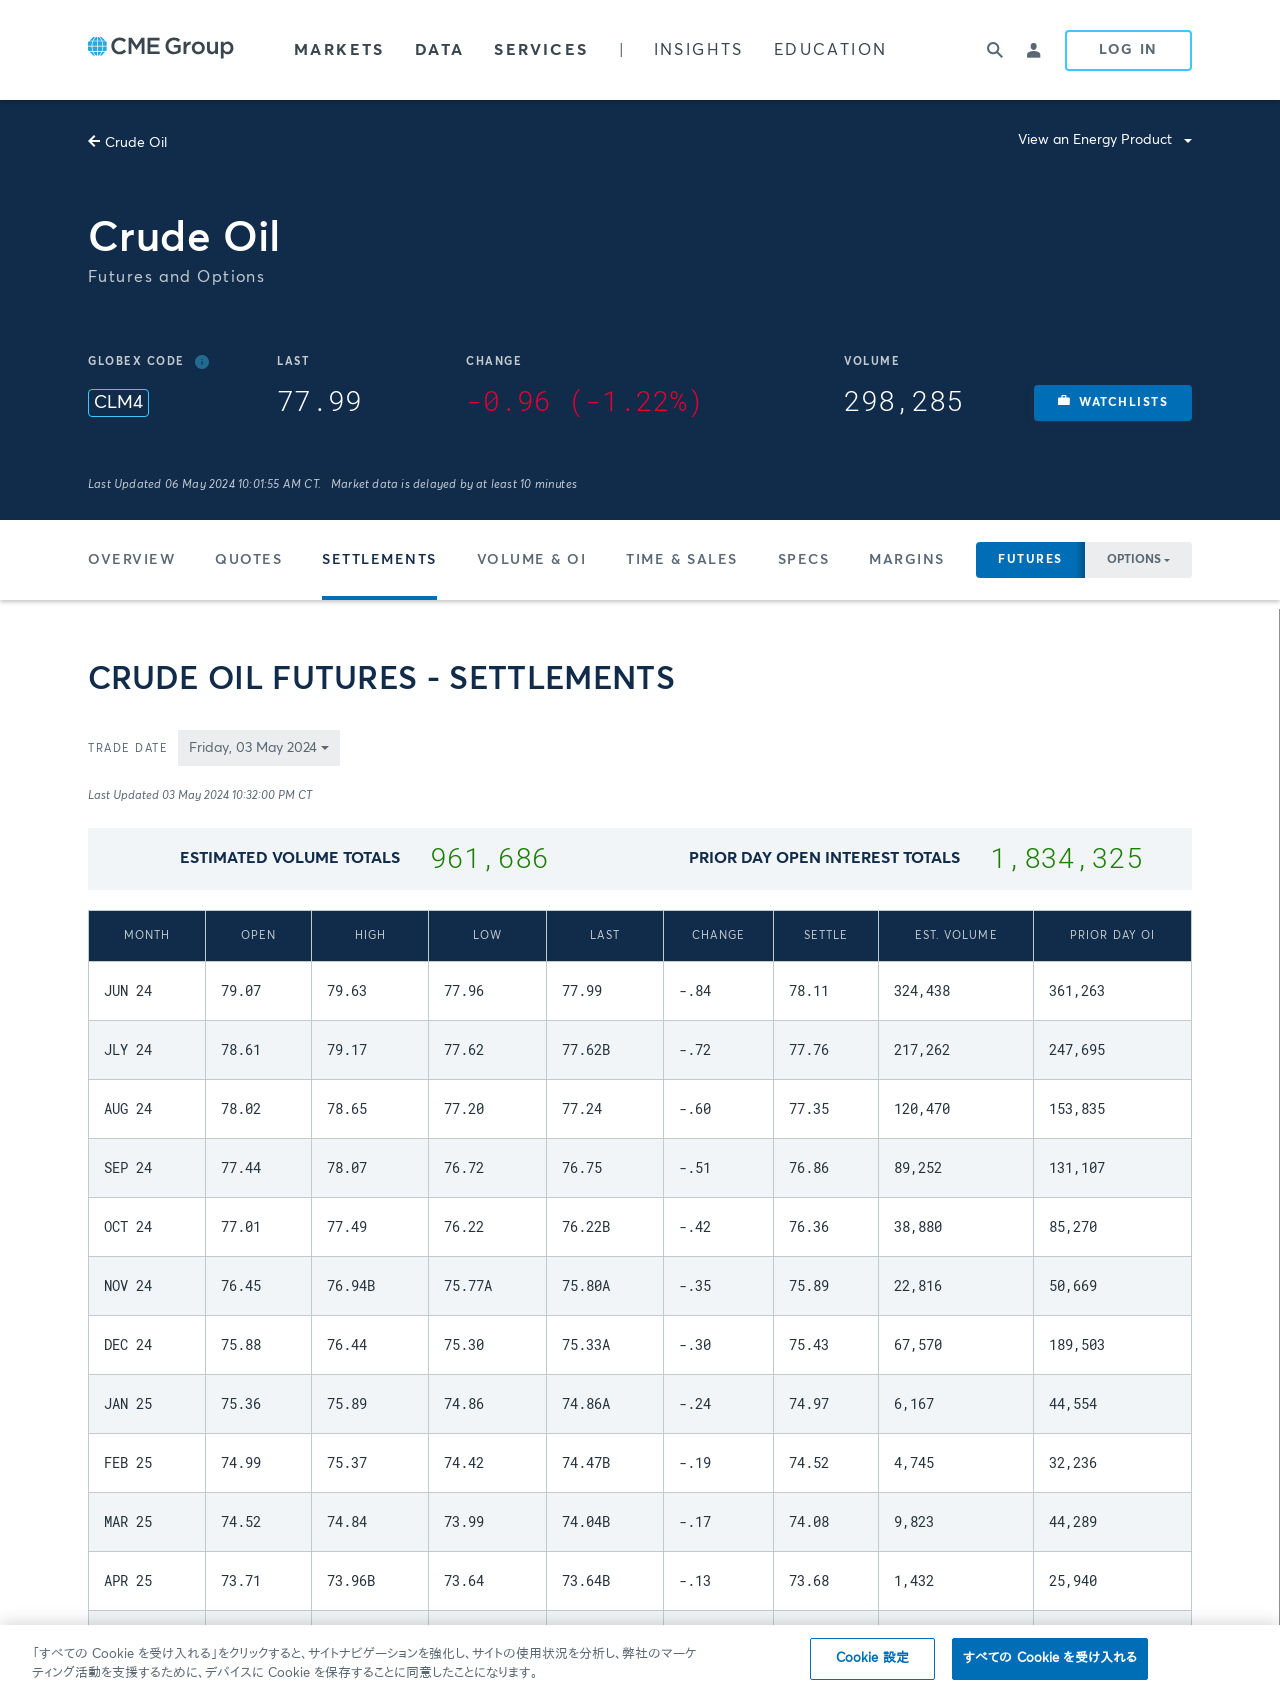 CME Group MARKETS DATA SERVICES | INSIGHTS EDUCATION LOG IN
Crude Oil View an Energy Product
Crude Oil
Futures and Options
GLOBEX CODE i LAST CHANGE VOLUME
CLM4 77.99 -0.96 (-1.22%) 298,285 WATCHLISTS
Last Updated 06 May 2024 10:01:55 AM CT. Market data is delayed by at least 10 minutes
OVERVIEW QUOTES SETTLEMENTS VOLUME & OI TIME & SALES SPECS MARGINS FUTURES OPTIONS
CRUDE OIL FUTURES - SETTLEMENTS
TRADE DATE Friday, 03 May 2024
Last Updated 03 May 2024 10:32:00 PM CT
ESTIMATED VOLUME TOTALS 961,686 PRIOR DAY OPEN INTEREST TOTALS 1,834,325
MONTH OPEN HIGH LOW LAST CHANGE SETTLE EST. VOLUME PRIOR DAY OI
JUN 24 79.07 79.63 77.96 77.99 -.84 78.11 324,438 361,263
JLY 24 78.61 79.17 77.62 77.62B -.72 77.76 217,262 247,695
AUG 24 78.02 78.65 77.20 77.24 -.60 77.35 120,470 153,835
SEP 24 77.44 78.07 76.72 76.75 -.51 76.86 89,252 131,107
OCT 24 77.01 77.49 76.22 76.22B -.42 76.36 38,880 85,270
NOV 24 76.45 76.94B 75.77A 75.80A -.35 75.89 22,816 50,669
DEC 24 75.88 76.44 75.30 75.33A -.30 75.43 67,570 189,503
JAN 25 75.36 75.89 74.86 74.86A -.24 74.97 6,167 44,554
FEB 25 74.99 75.37 74.42 74.47B -.19 74.52 4,745 32,236
MAR 25 74.52 74.84 73.99 74.04B -.17 74.08 9,823 44,289
APR 25 73.71 73.96B 73.64 73.64B -.13 73.68 1,432 25,940
「すべての Cookie を受け入れる」をクリックすると、サイトナビゲーションを強化し、サイトの使用状況を分析し、弊社のマーケ
ティング活動を支援するために、デバイスに Cookie を保存することに同意したことになります。
Cookie 設定 すべての Cookie を受け入れる